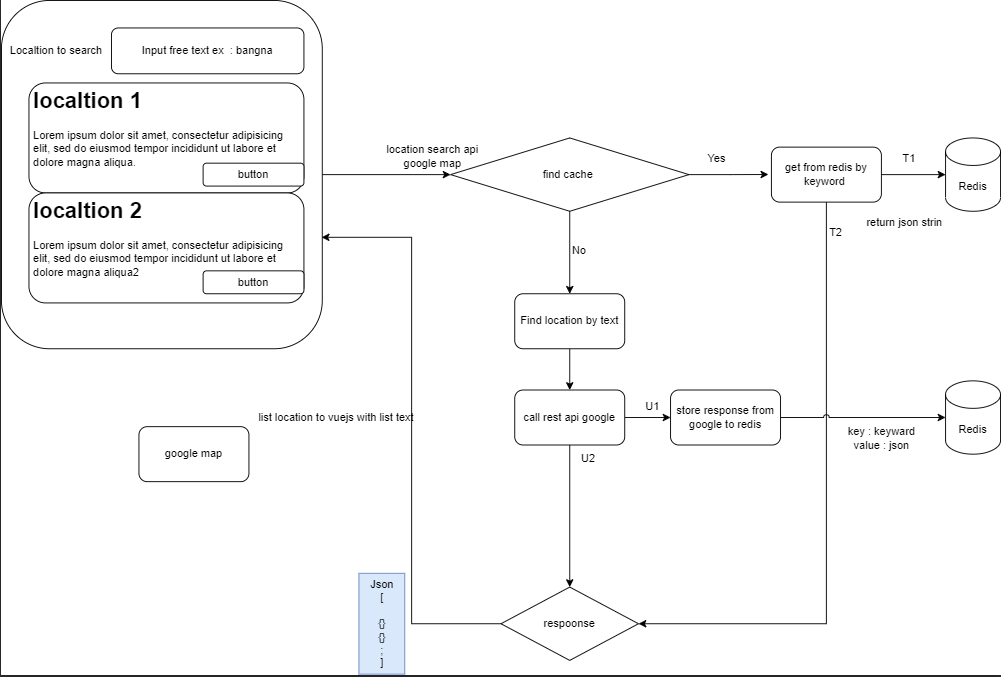 Localtion to search
Input free text ex : bangna
localtion 1
Lorem ipsum dolor sit amet, consectetur adipisicing
elit, sed do eiusmod tempor incididunt ut labore et
dolore magna aliqua.
button
localtion 2
Lorem ipsum dolor sit amet, consectetur adipisicing
elit, sed do eiusmod tempor incididunt ut labore et
dolore magna aliqua2
button
location search api
google map
find cache
Yes
get from redis by
keyword
T1
Redis
return json strin
T2
No
Find location by text
call rest api google
U1
store response from
google to redis
key : keyward
value : json
Redis
U2
list location to vuejs with list text
google map
Json
[
{}
{}
;
]
respoonse